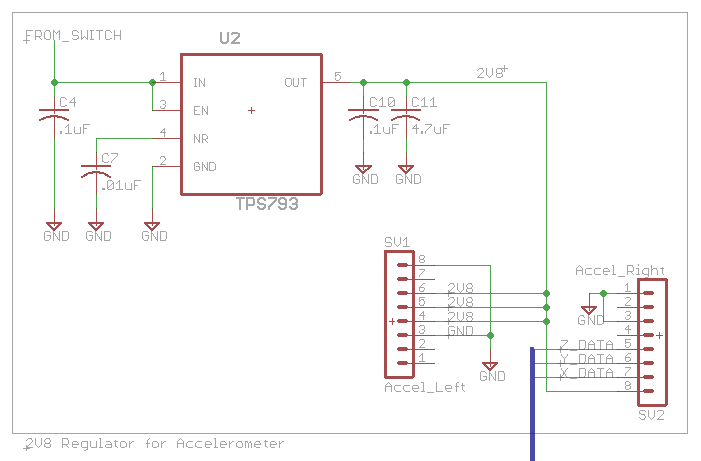 FROM_SWITCH
U2
1 IN OUT 5 2V8
C4 .1uF
3 EN
C10 .1uF
C11 4.7uF
4 NR
C7 .01uF
2 GND
TPS793
GND GND GND GND GND
SV1
8
7
6 2V8
5 2V8
4 2V8
3 GND
2
1
Accel_Left
GND
Accel_Right
1
2
GND 3
4
Z_DATA 5
Y_DATA 6
X_DATA 7
8
SV2
2V8 Regulator for Accelerometer